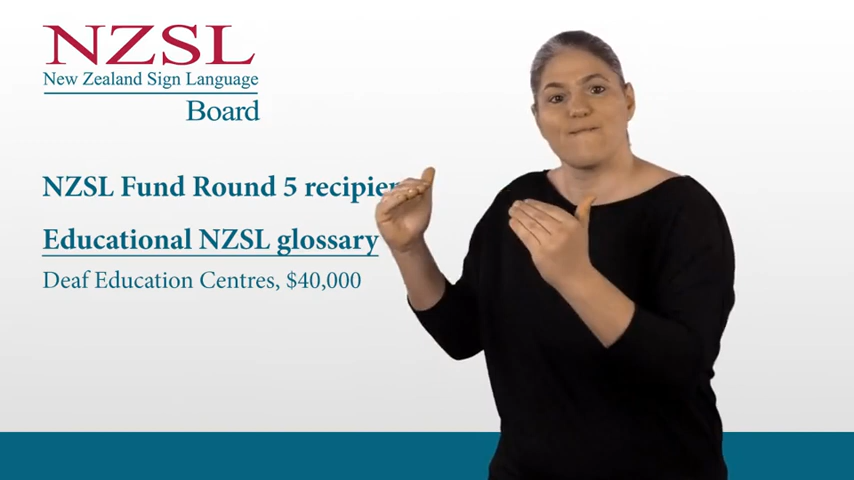 NZSL
New Zealand Sign Language
Board
NZSL Fund Round 5
Educational NZSL glossary
Deaf Education Centres, $40,000